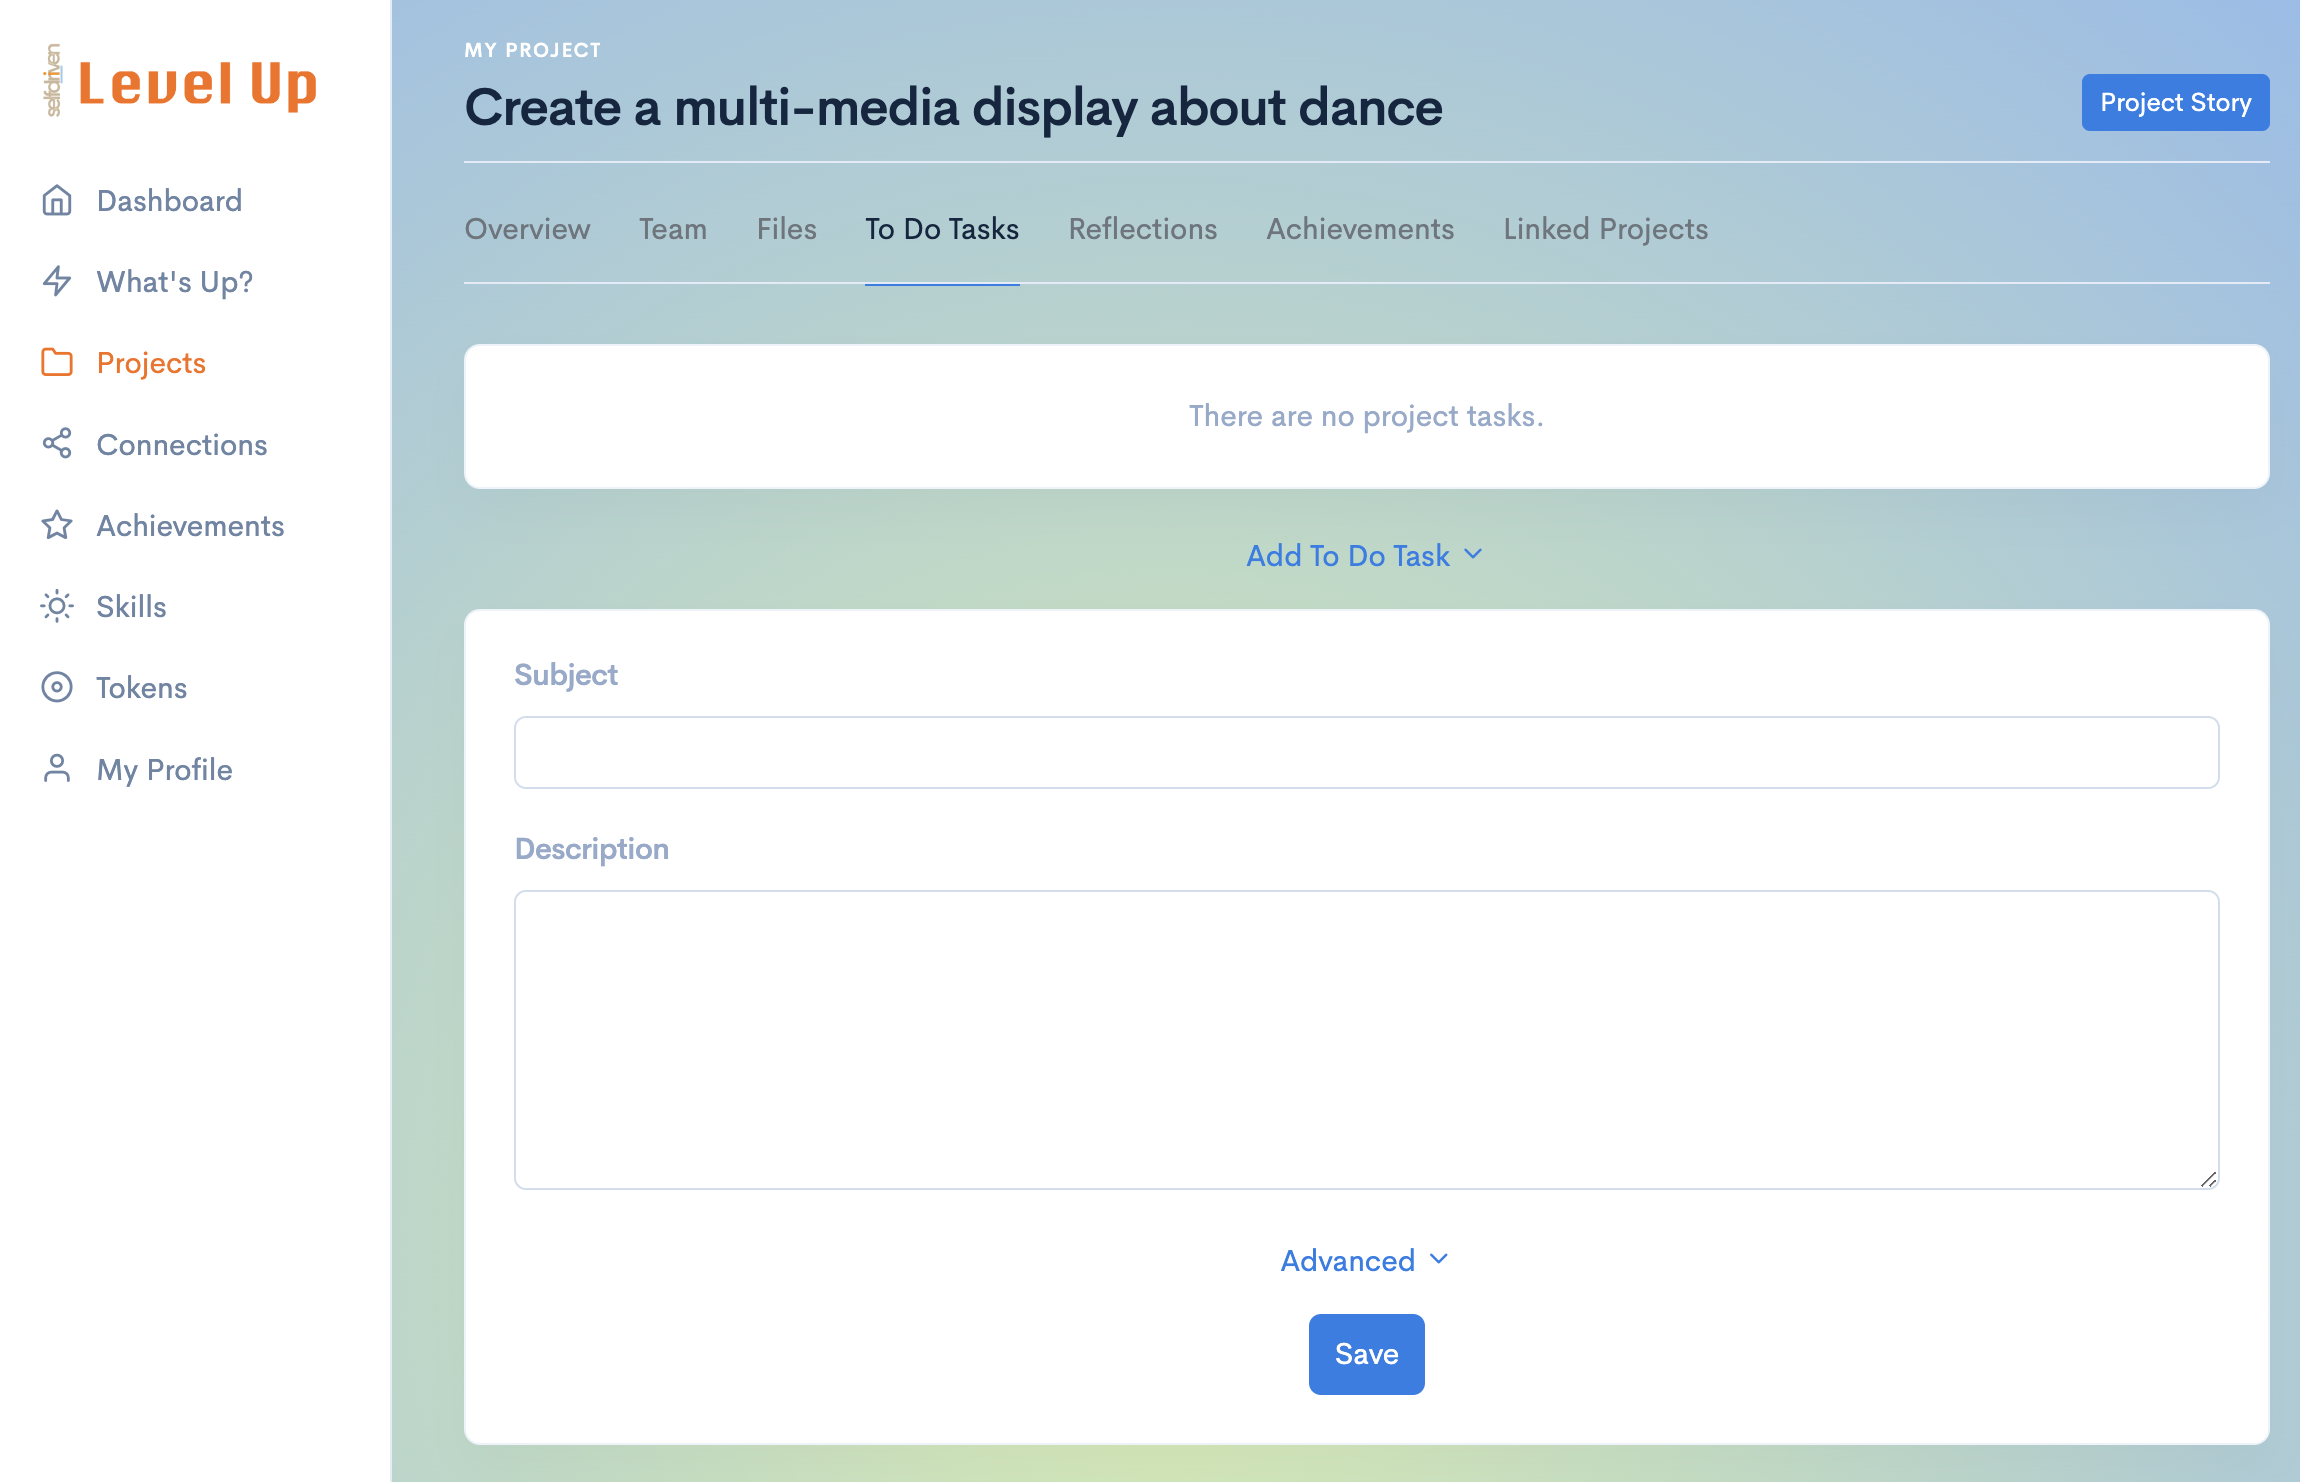 selfdriven
Level Up
Dashboard
What's Up?
Projects
Connections
Achievements
Skills
Tokens
My Profile
MY PROJECT
Create a multi-media display about dance
Project Story
Overview Team Files To Do Tasks Reflections Achievements Linked Projects
There are no project tasks.
Add To Do Task
Subject
Description
Advanced
Save